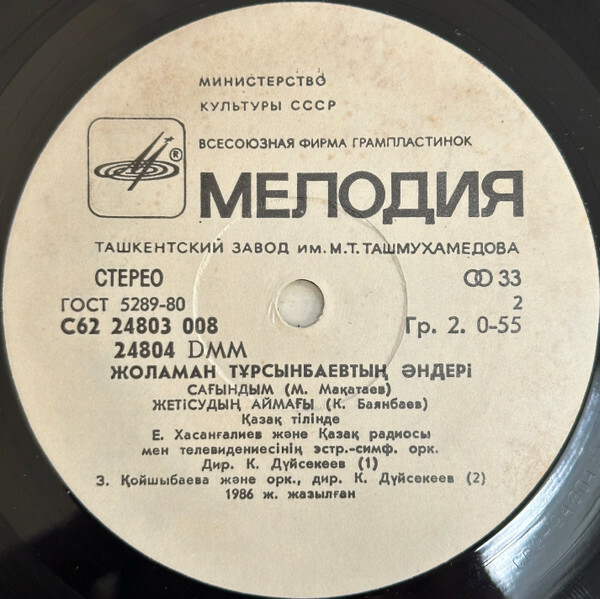 МИНИСТЕРСТВО
КУЛЬТУРЫ СССР
ВСЕСОЮЗНАЯ ФИРМА ГРАМПЛАСТИНОК
®
МЕЛОДИЯ
ТАШКЕНТСКИЙ ЗАВОД ИМ. М.Т. ТАШМУХАМЕДОВА
СТЕРЕО 33
ГОСТ 5289-80 2
С62 24803 008 Гр. 2. 0-55
24804 DMM
ЖОЛАМАН ТҰРСЫНБАЕВТЫҢ ӘНДЕРІ
САҒЫНДЫМ (М. Мақатаев)
ЖЕТІСУДЫҢ АЙМАҒЫ (К. Баянбаев)
Қазақ тілінде
Е. Хасанғалиев және Қазақ радиосы
мен телевидениесінің эстр.-симф. орк.
Дир. К. Дүйсекеев (1)
З. Қойшыбаева және орк., дир. К. Дүйсекеев (2)
1986 ж. жазылған